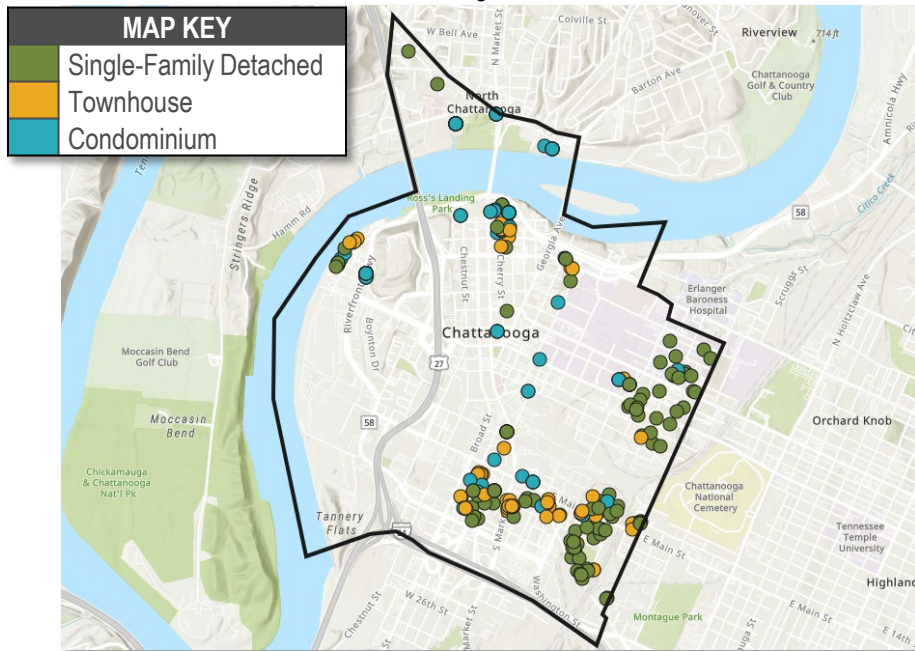 MAP KEY
Single-Family Detached
Townhouse
Condominium
W Bell Ave
N Market St
Colville St
Hanover St
Riverview
714 ft
Barton Ave
Chattanooga
Golf & Country
Club
Amnicola Hwy
North
Chattanooga
Citico Creek
Ross's Landing
Park
58
Hamm Rd
Stringers Ridge
Georgia Ave
Chestnut St
Cherry St
Riverfront
Boynton Dr
Scruggs St
N Holtzclaw Ave
Erlanger
Baroness
Hospital
Chattanooga
Moccasin Bend
Golf Club
27
Moccasin
Bend
58
Broad St
Orchard Knob
Chickamauga
& Chattanooga
Nat'l Pk
Chattanooga
National
Cemetery
Tannery
Flats
S Market
E Main St
Tennessee
Temple
University
Highland
Washington St
W 26th St
Chestnut St
Market St
Montague Park
E Main St
E 14th St